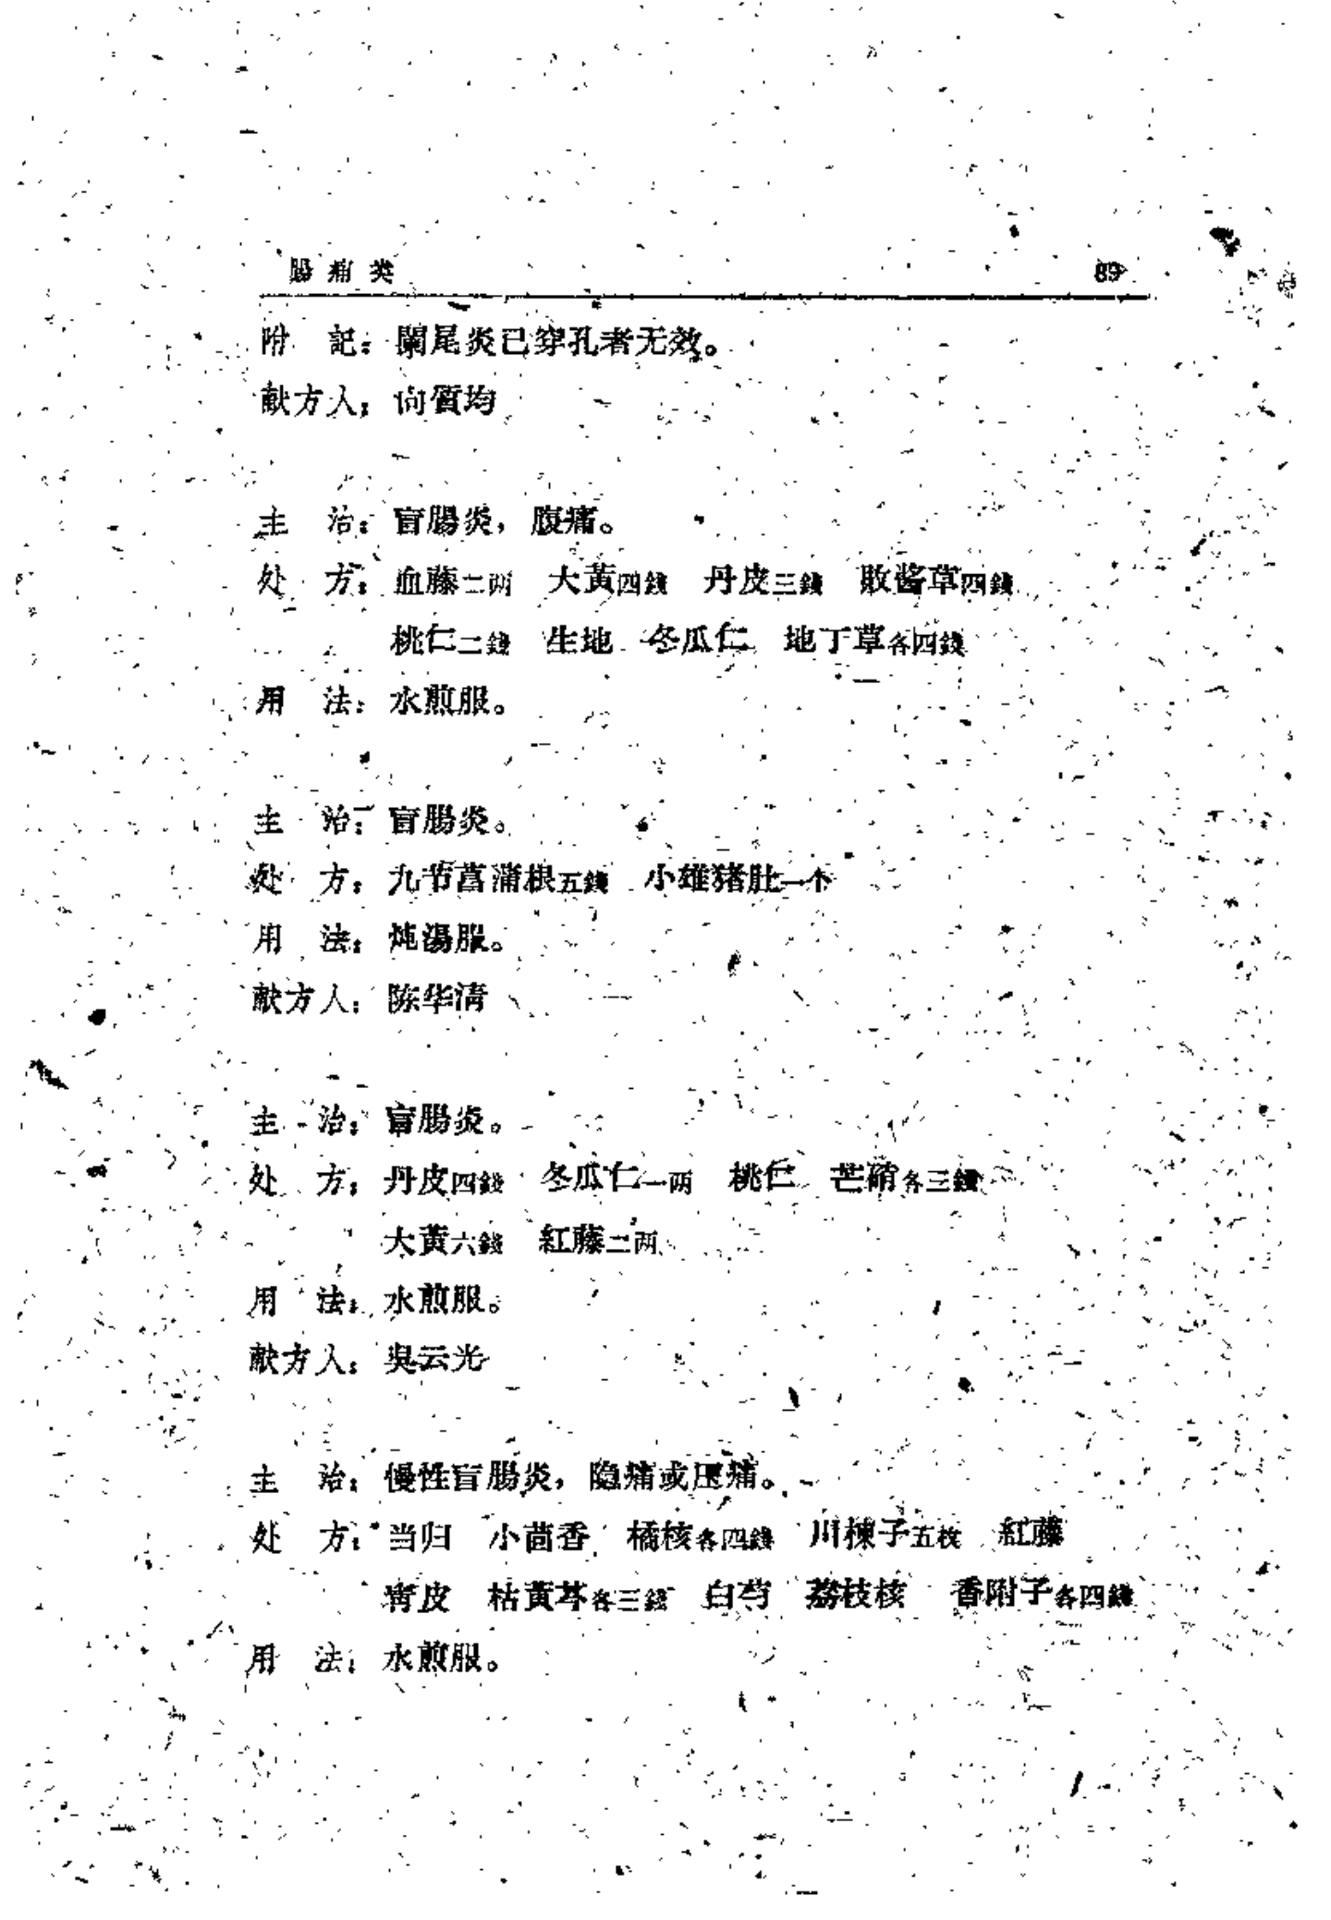 腸痈类 89
附　記：闌尾炎已穿孔者无效。
献方人：向質均
主　治：盲腸炎，腹痛。
处　方：血藤二两　大黃四錢　丹皮三錢　敗酱草四錢
桃仁二錢　生地　冬瓜仁　地丁草各四錢
用　法：水煎服。
主　治：盲腸炎。
处　方：九节菖蒲根五錢　小雄猪肚一个
用　法：炖湯服。
献方人：陈华清
主　治：盲腸炎。
处　方：丹皮四錢　冬瓜仁一两　桃仁　芒硝各三錢
大黃六錢　紅藤二两
用　法：水煎服。
献方人：吳云光
主　治：慢性盲腸炎，隐痛或压痛。
处　方：当归　小茴香　橘核各四錢　川楝子五枚　紅藤
靑皮　枯黃芩各三錢　白芍　荔枝核　香附子各四錢
用　法：水煎服。